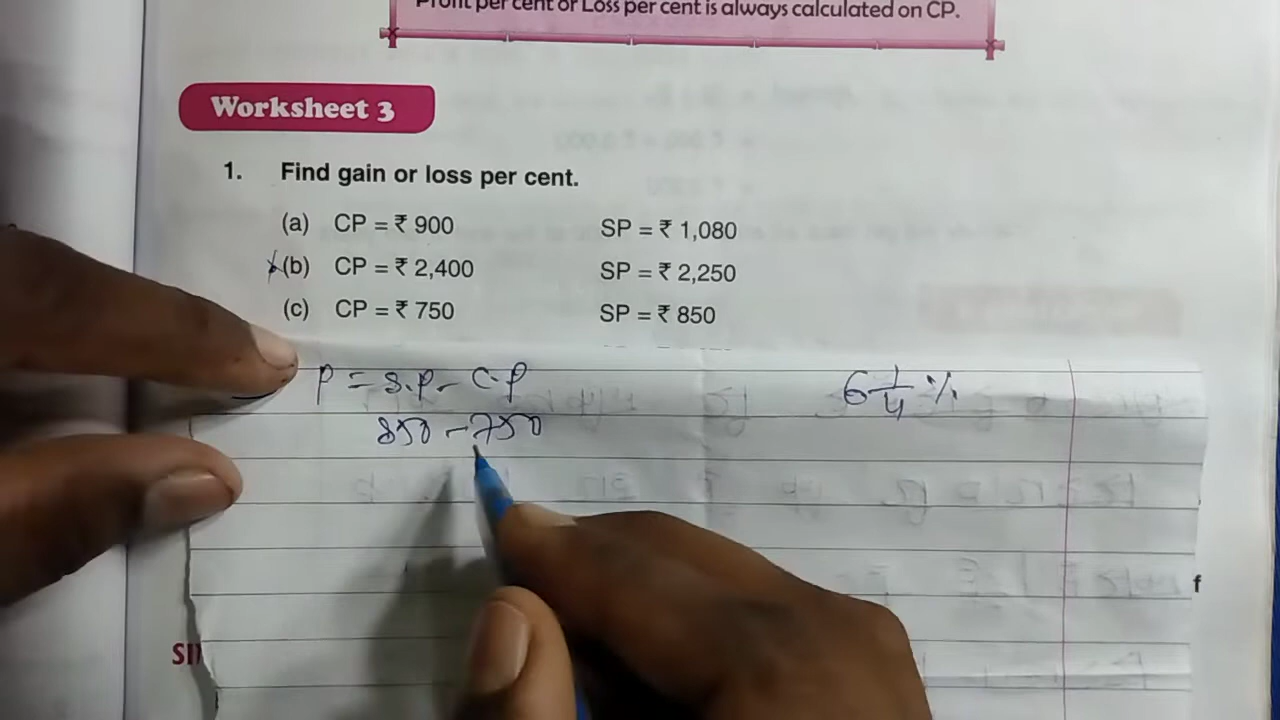 Profit per cent or Loss per cent is always calculated on CP.
Worksheet 3
1. Find gain or loss per cent.
(a) CP = ₹ 900 SP = ₹ 1,080
(b) CP = ₹ 2,400 SP = ₹ 2,250
(c) CP = ₹ 750 SP = ₹ 850
P = S.P - C.P 6 1/4 %
850 - 750
f